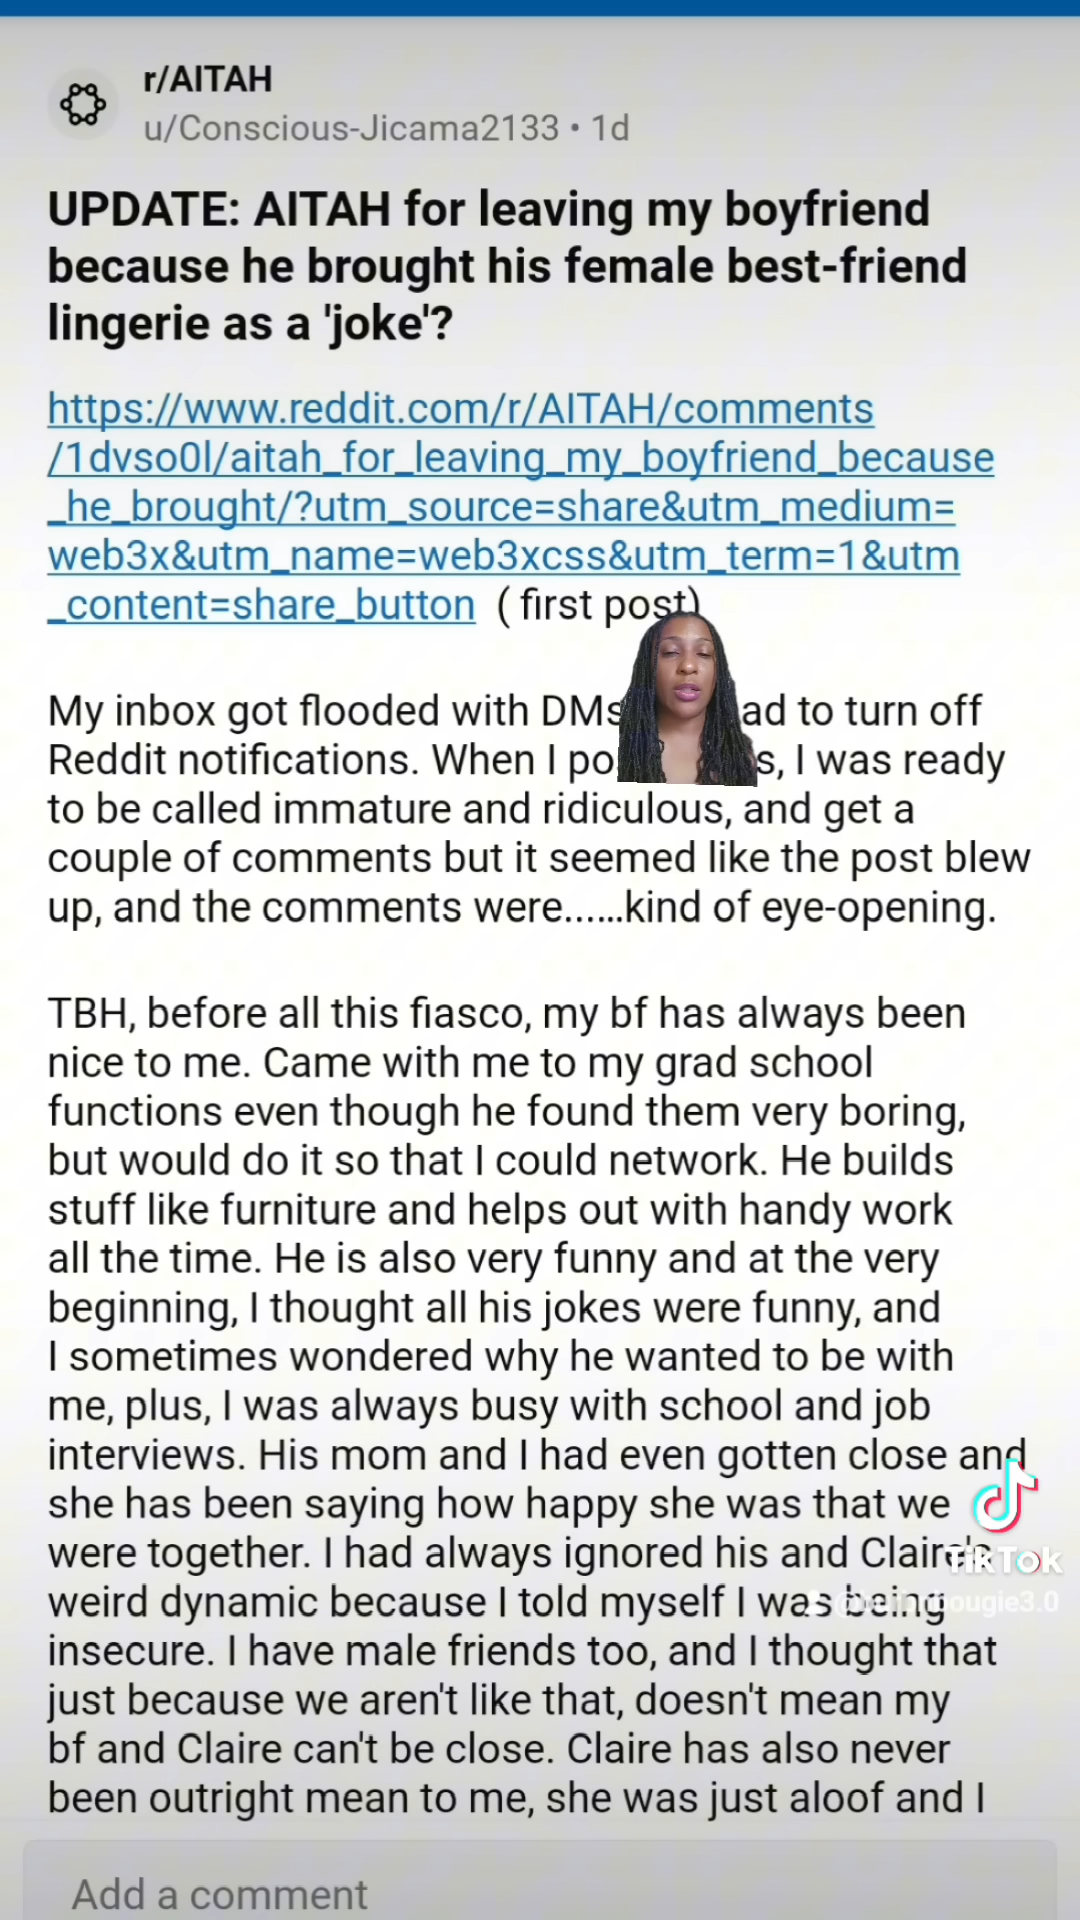 r/AITAH
u/Conscious-Jicama2133 • 1d
UPDATE: AITAH for leaving my boyfriend
because he brought his female best-friend
lingerie as a 'joke'?
https://www.reddit.com/r/AITAH/comments
/1dvso0l/aitah_for_leaving_my_boyfriend_because
_he_brought/?utm_source=share&utm_medium=
web3x&utm_name=web3xcss&utm_term=1&utm
_content=share_button ( first post)
My inbox got flooded with DMs ad to turn off
Reddit notifications. When I po s, I was ready
to be called immature and ridiculous, and get a
couple of comments but it seemed like the post blew
up, and the comments were......kind of eye-opening.
TBH, before all this fiasco, my bf has always been
nice to me. Came with me to my grad school
functions even though he found them very boring,
but would do it so that I could network. He builds
stuff like furniture and helps out with handy work
all the time. He is also very funny and at the very
beginning, I thought all his jokes were funny, and
I sometimes wondered why he wanted to be with
me, plus, I was always busy with school and job
interviews. His mom and I had even gotten close and
she has been saying how happy she was that we
were together. I had always ignored his and Claire's
TikTok
weird dynamic because I told myself I was being
insecure. I have male friends too, and I thought that
just because we aren't like that, doesn't mean my
bf and Claire can't be close. Claire has also never
been outright mean to me, she was just aloof and I
Add a comment